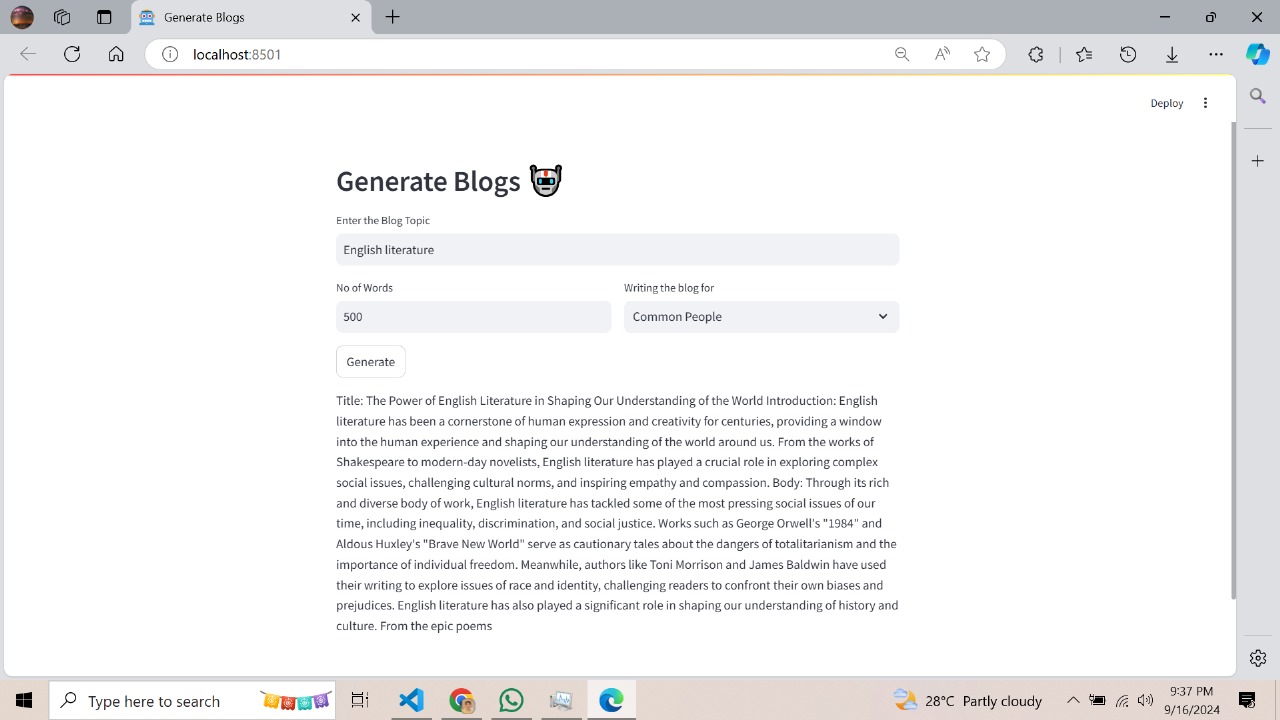 Generate Blogs
localhost:8501
Deploy
Generate Blogs
Enter the Blog Topic
English literature
No of Words
Writing the blog for
500
Common People
Generate
Title: The Power of English Literature in Shaping Our Understanding of the World Introduction: English
literature has been a cornerstone of human expression and creativity for centuries, providing a window
into the human experience and shaping our understanding of the world around us. From the works of
Shakespeare to modern-day novelists, English literature has played a crucial role in exploring complex
social issues, challenging cultural norms, and inspiring empathy and compassion. Body: Through its rich
and diverse body of work, English literature has tackled some of the most pressing social issues of our
time, including inequality, discrimination, and social justice. Works such as George Orwell's "1984" and
Aldous Huxley's "Brave New World" serve as cautionary tales about the dangers of totalitarianism and the
importance of individual freedom. Meanwhile, authors like Toni Morrison and James Baldwin have used
their writing to explore issues of race and identity, challenging readers to confront their own biases and
prejudices. English literature has also played a significant role in shaping our understanding of history and
culture. From the epic poems
Type here to search
28°C Partly cloudy
9:37 PM
9/16/2024